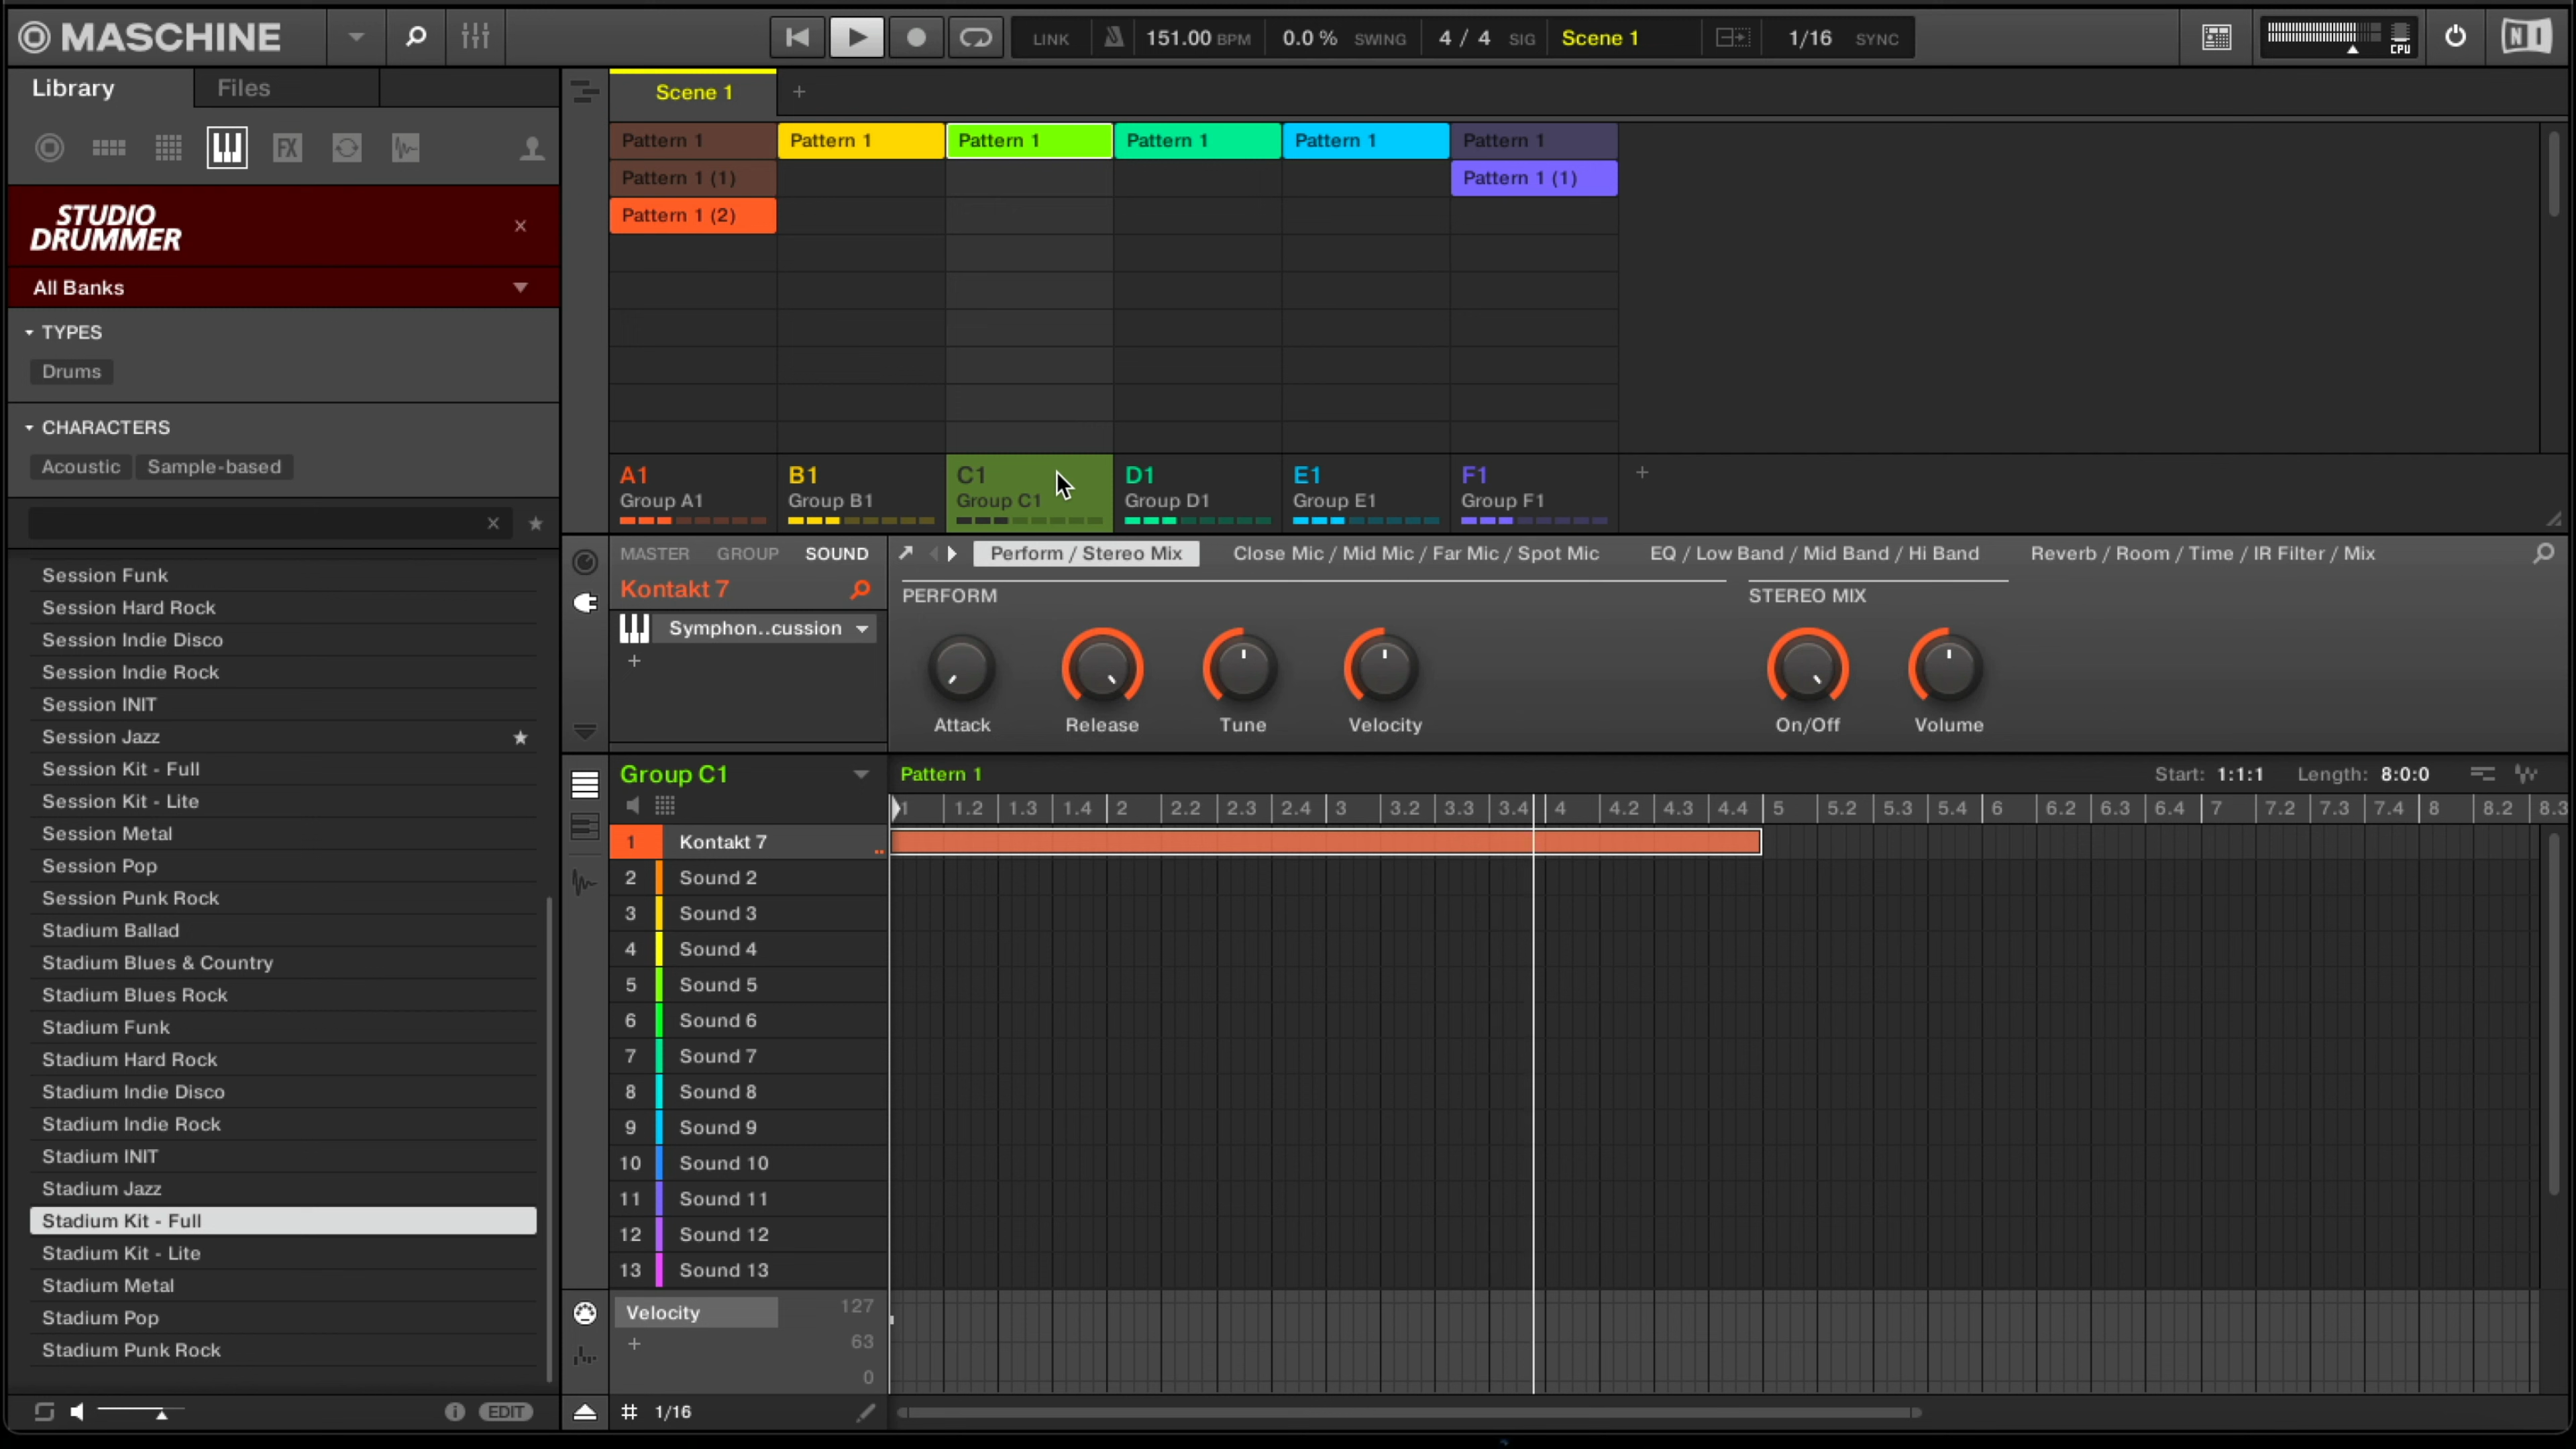 MASCHINE
LINK 151.00 BPM 0.0 % SWING 4 / 4 SIG Scene 1 1/16 SYNC CPU
Library Files
FX
STUDIO
DRUMMER
All Banks
TYPES
Drums
CHARACTERS
Acoustic Sample-based
Session Funk
Session Hard Rock
Session Indie Disco
Session Indie Rock
Session INIT
Session Jazz
Session Kit - Full
Session Kit - Lite
Session Metal
Session Pop
Session Punk Rock
Stadium Ballad
Stadium Blues & Country
Stadium Blues Rock
Stadium Funk
Stadium Hard Rock
Stadium Indie Disco
Stadium Indie Rock
Stadium INIT
Stadium Jazz
Stadium Kit - Full
Stadium Kit - Lite
Stadium Metal
Stadium Pop
Stadium Punk Rock
EDIT
Scene 1 +
Pattern 1 Pattern 1 Pattern 1 Pattern 1 Pattern 1 Pattern 1
Pattern 1 (1) Pattern 1 (1)
Pattern 1 (2)
A1 B1 C1 D1 E1 F1 +
Group A1 Group B1 Group C1 Group D1 Group E1 Group F1
MASTER GROUP SOUND
Kontakt 7
Symphon..cussion
+
Perform / Stereo Mix Close Mic / Mid Mic / Far Mic / Spot Mic EQ / Low Band / Mid Band / Hi Band Reverb / Room / Time / IR Filter / Mix
PERFORM STEREO MIX
Attack Release Tune Velocity On/Off Volume
Group C1 Pattern 1 Start: 1:1:1 Length: 8:0:0
1 1.2 1.3 1.4 2 2.2 2.3 2.4 3 3.2 3.3 3.4 4 4.2 4.3 4.4 5 5.2 5.3 5.4 6 6.2 6.3 6.4 7 7.2 7.3 7.4 8 8.2 8.3
1 Kontakt 7
2 Sound 2
3 Sound 3
4 Sound 4
5 Sound 5
6 Sound 6
7 Sound 7
8 Sound 8
9 Sound 9
10 Sound 10
11 Sound 11
12 Sound 12
13 Sound 13
Velocity 127
+ 63
0
1/16